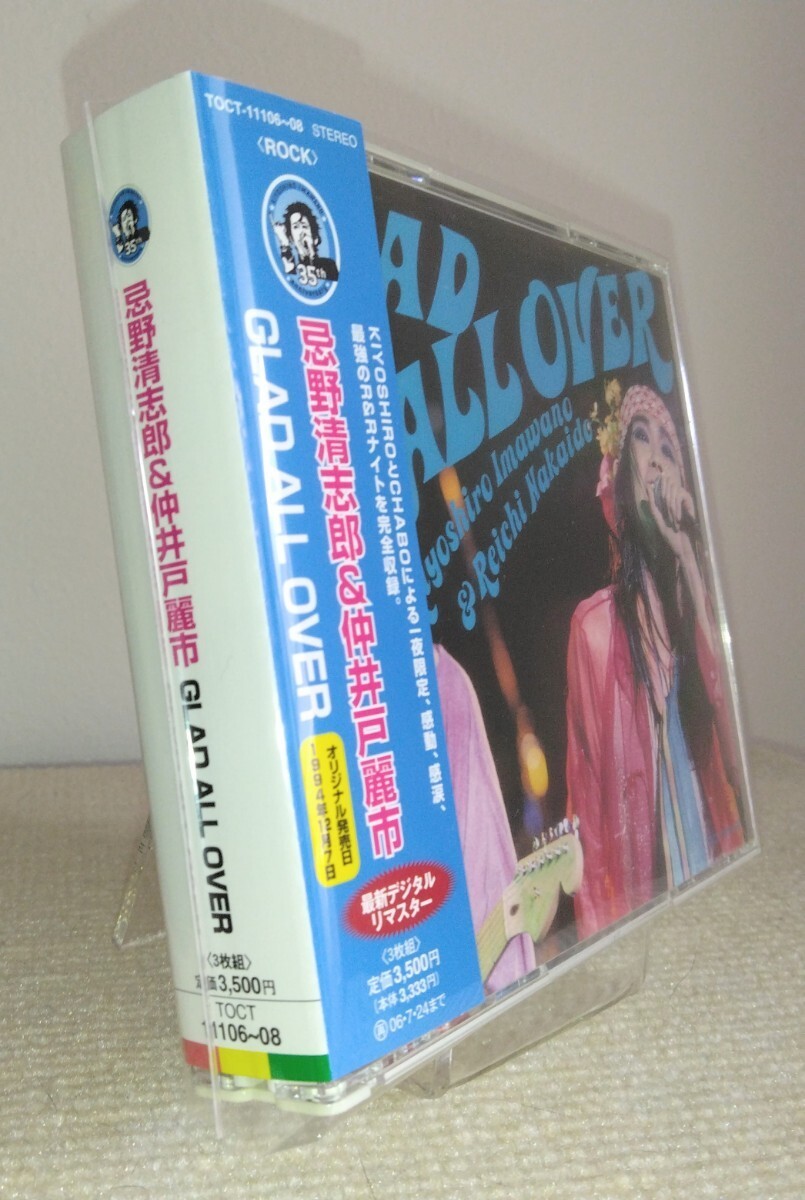 TOCT-11106~08 STEREO
〈ROCK〉
35th
忌野清志郎&仲井戸麗市
GLAD ALL OVER
KIYOSHIROとCHABOによる一夜限定、感動、感涙、
最強のR&Rナイトを完全収録。
オリジナル発売日
1994年12月7日
最新デジタル
リマスター
〈3枚組〉
定価3,500円
(本体3,333円)
06・7・24まで
35th
忌野清志郎&仲井戸麗市
GLAD ALL OVER
〈3枚組〉
定価3,500円
TOCT
11106~08
AD
ALL OVER
Kiyoshiro Imawano
& Reichi Nakaido